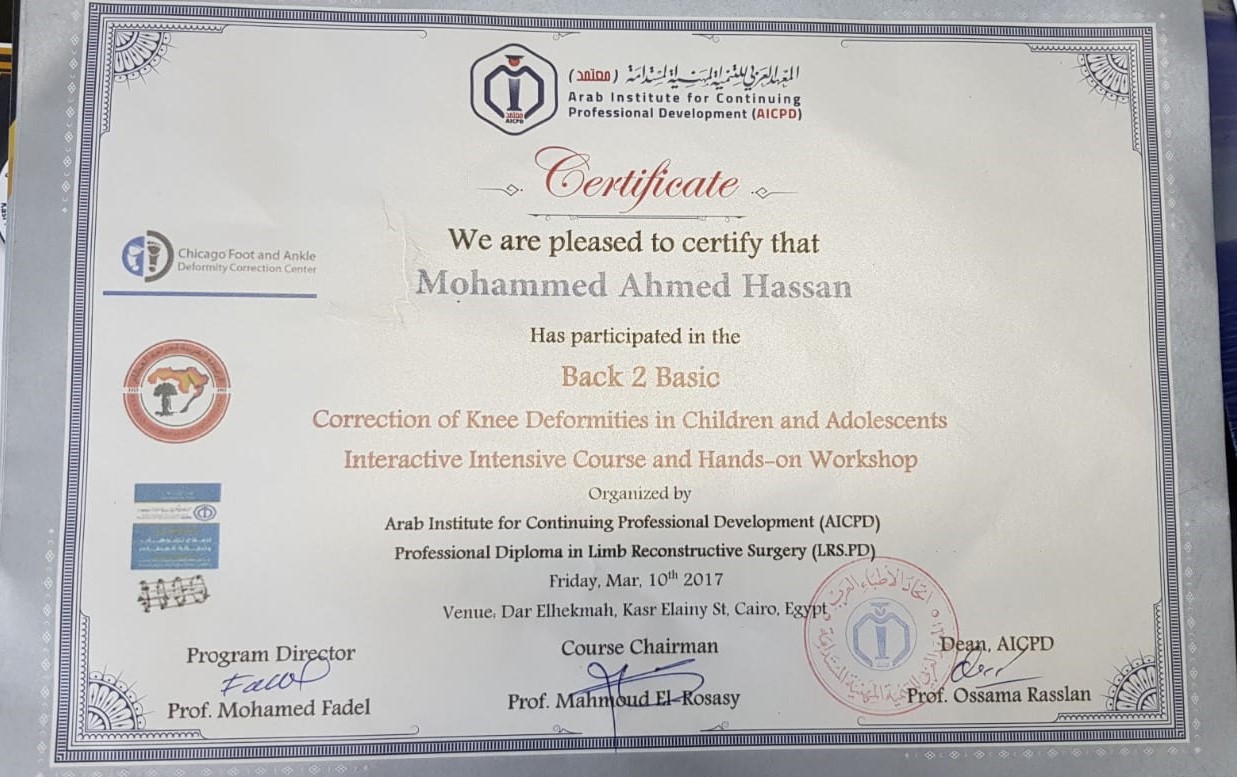 (معتمد) المعهد العربي للتنمية المهنية المستدامة
Arab Institute for Continuing
Professional Development (AICPD)
معتمد
AICPD
Certificate
We are pleased to certify that
Mohammed Ahmed Hassan
Chicago Foot and Ankle
Deformity Correction Center
Has participated in the
Back 2 Basic
Correction of Knee Deformities in Children and Adolescents
Interactive Intensive Course and Hands-on Workshop
Organized by
Arab Institute for Continuing Professional Development (AICPD)
Professional Diploma in Limb Reconstructive Surgery (LRS.PD)
Friday, Mar, 10th 2017
Venue: Dar Elhekmah, Kasr Elainy St, Cairo, Egypt
Program Director
Prof. Mohamed Fadel
Course Chairman
Prof. Mahmoud El-Rosasy
Dean, AICPD
Prof. Ossama Rasslan
اتحاد الأطباء العرب